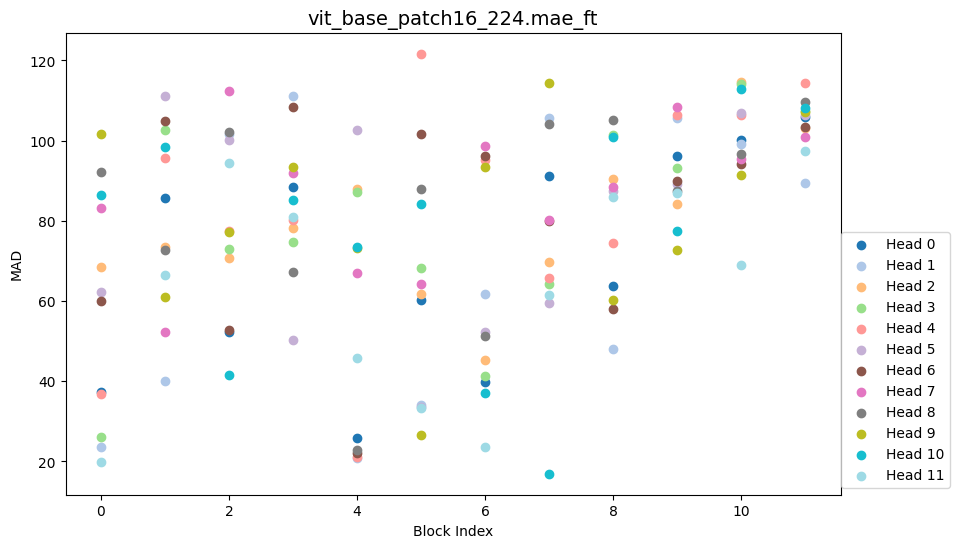 vit_base_patch16_224.mae_ft
MAD
120
100
80
60
40
20
0
2
4
6
8
10
Block Index
Head 0
Head 1
Head 2
Head 3
Head 4
Head 5
Head 6
Head 7
Head 8
Head 9
Head 10
Head 11